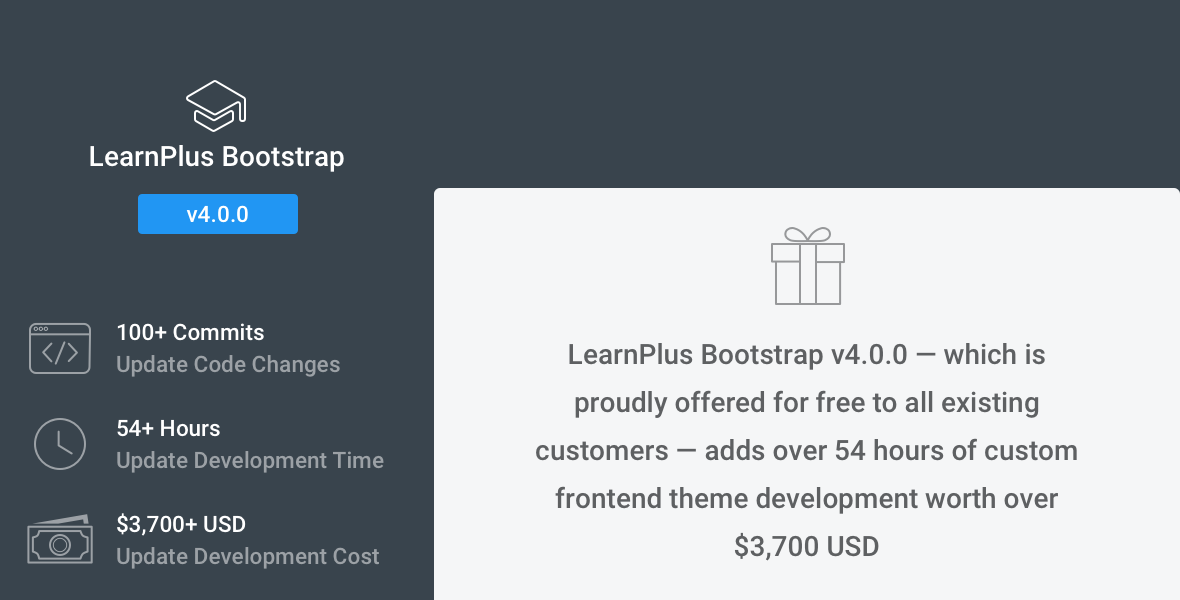 LearnPlus Bootstrap
v4.0.0
100+ Commits
Update Code Changes
54+ Hours
Update Development Time
$3,700+ USD
Update Development Cost
LearnPlus Bootstrap v4.0.0 — which is
proudly offered for free to all existing
customers — adds over 54 hours of custom
frontend theme development worth over
$3,700 USD